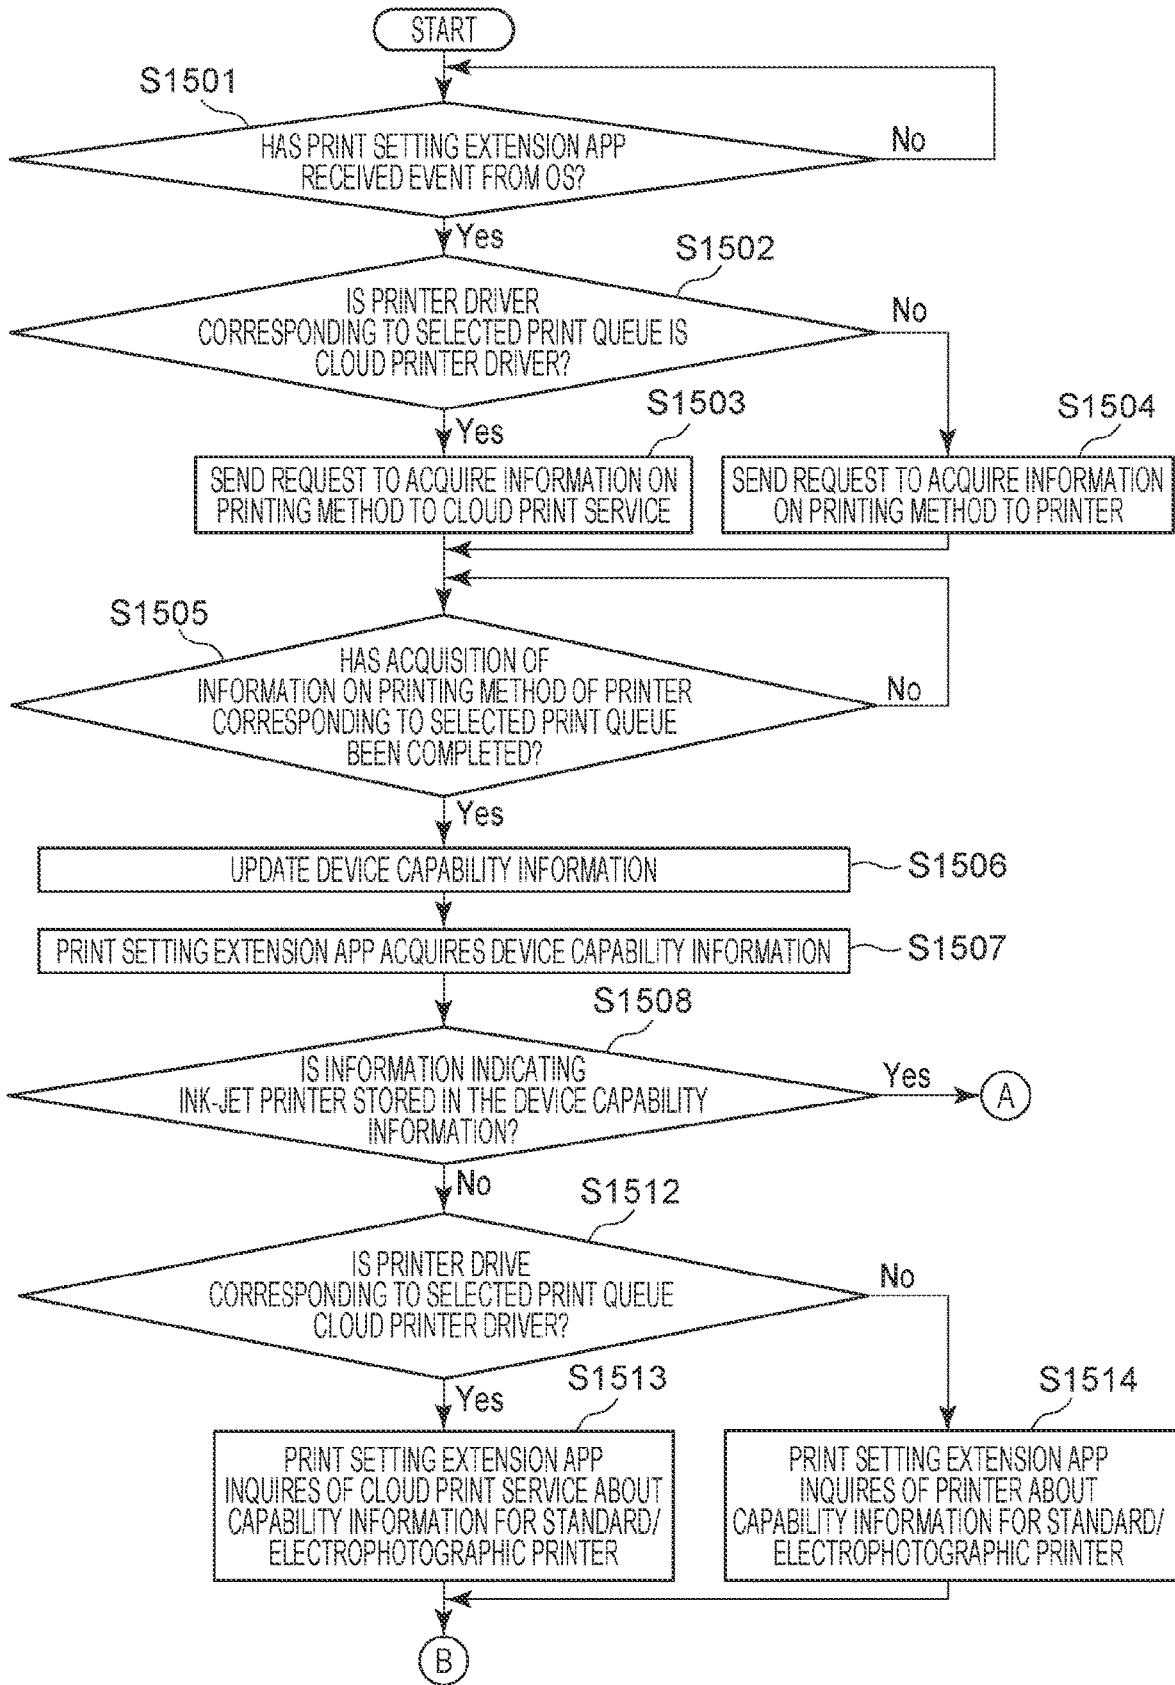 START
S1501
HAS PRINT SETTING EXTENSION APP
RECEIVED EVENT FROM OS?
No
Yes
S1502
IS PRINTER DRIVER
CORRESPONDING TO SELECTED PRINT QUEUE IS
CLOUD PRINTER DRIVER?
No
Yes
S1503
SEND REQUEST TO ACQUIRE INFORMATION ON
PRINTING METHOD TO CLOUD PRINT SERVICE
S1504
SEND REQUEST TO ACQUIRE INFORMATION
ON PRINTING METHOD TO PRINTER
S1505
HAS ACQUISITION OF
INFORMATION ON PRINTING METHOD OF PRINTER
CORRESPONDING TO SELECTED PRINT QUEUE
BEEN COMPLETED?
No
Yes
UPDATE DEVICE CAPABILITY INFORMATION
S1506
PRINT SETTING EXTENSION APP ACQUIRES DEVICE CAPABILITY INFORMATION
S1507
S1508
IS INFORMATION INDICATING
INK-JET PRINTER STORED IN THE DEVICE CAPABILITY
INFORMATION?
Yes
A
No
S1512
IS PRINTER DRIVE
CORRESPONDING TO SELECTED PRINT QUEUE
CLOUD PRINTER DRIVER?
No
Yes
S1513
PRINT SETTING EXTENSION APP
INQUIRES OF CLOUD PRINT SERVICE ABOUT
CAPABILITY INFORMATION FOR STANDARD/
ELECTROPHOTOGRAPHIC PRINTER
S1514
PRINT SETTING EXTENSION APP
INQUIRES OF PRINTER ABOUT
CAPABILITY INFORMATION FOR STANDARD/
ELECTROPHOTOGRAPHIC PRINTER
B